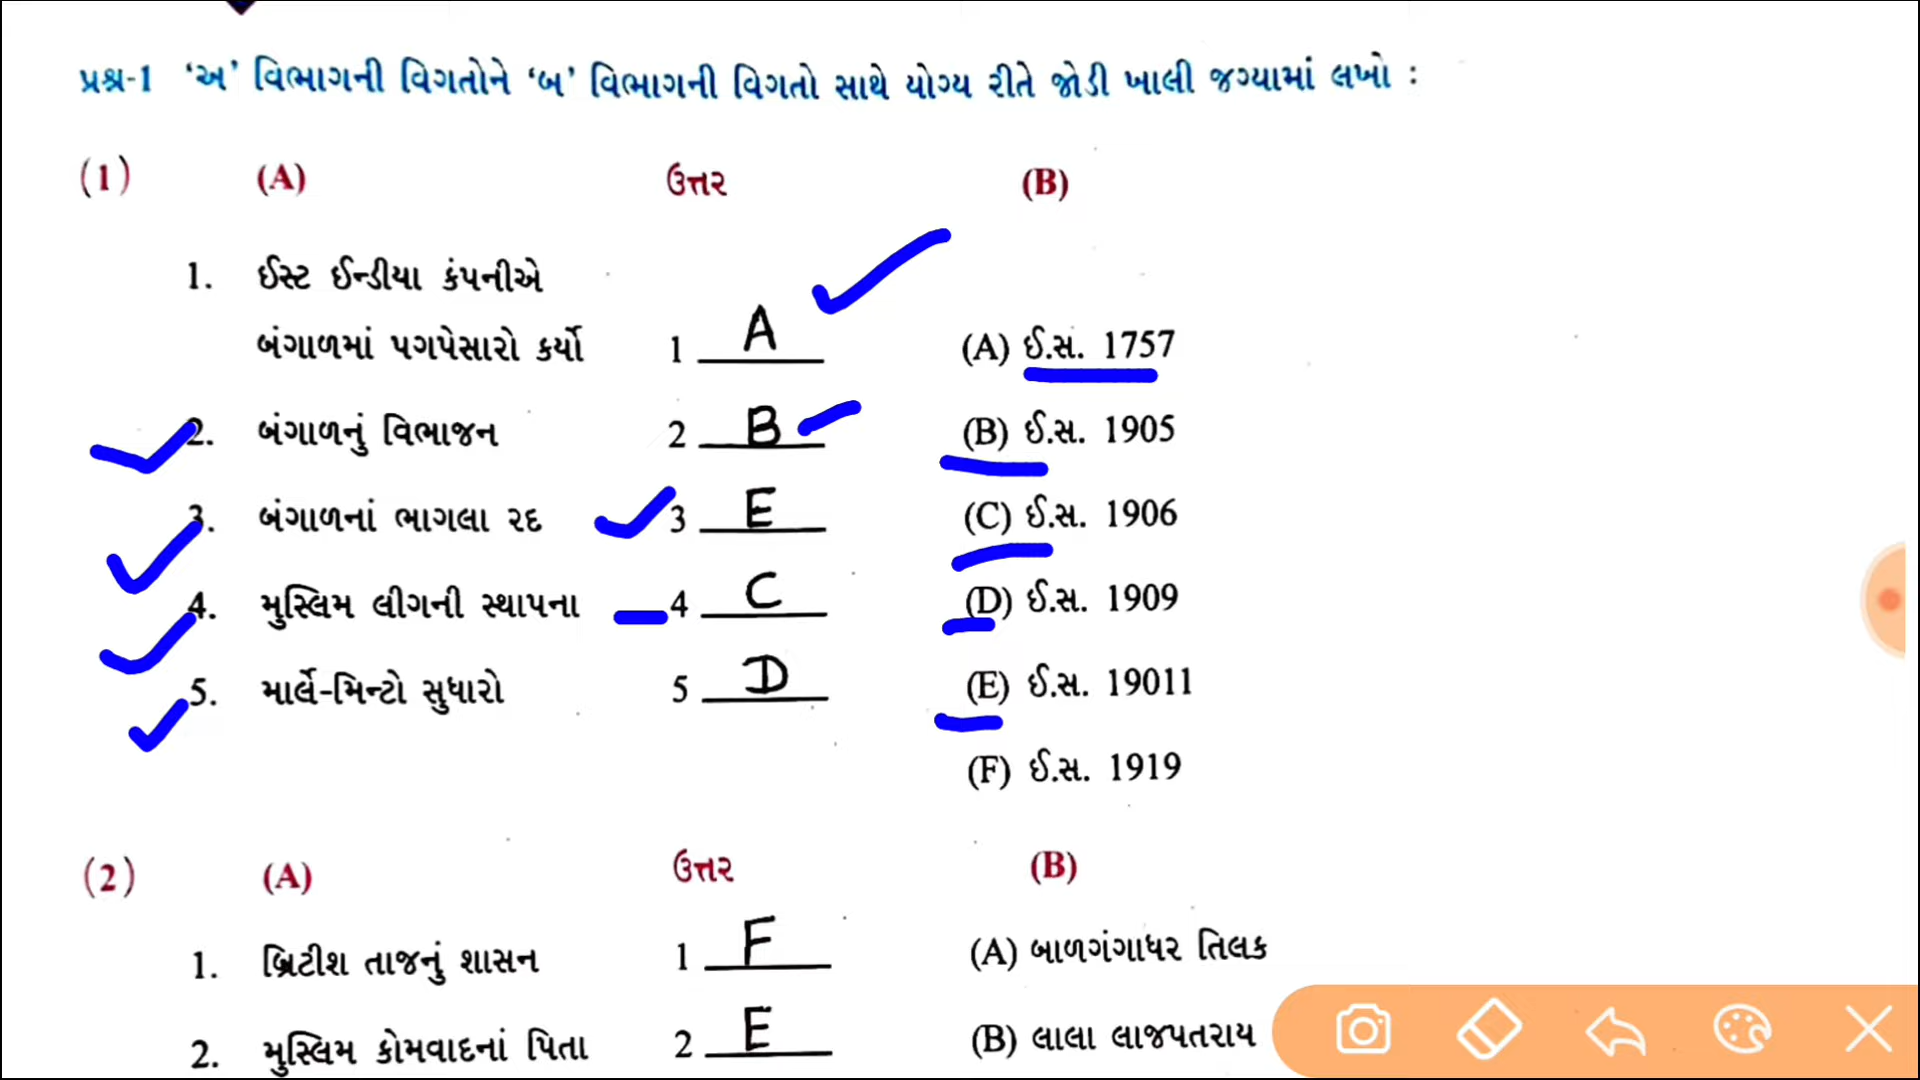 પ્રશ્ન-1 ‘અ’ વિભાગની વિગતોને ‘બ’ વિભાગની વિગતો સાથે યોગ્ય રીતે જોડી ખાલી જગ્યામાં લખો :
(1) (A) ઉત્તર (B)
1. ઈસ્ટ ઈન્ડીયા કંપનીએ
બંગાળમાં પગપેસારો કર્યો 1 A (A) ઈ.સ. 1757
2. બંગાળનું વિભાજન 2 B (B) ઈ.સ. 1905
3. બંગાળનાં ભાગલા રદ 3 E (C) ઈ.સ. 1906
4. મુસ્લિમ લીગની સ્થાપના 4 C (D) ઈ.સ. 1909
5. માર્લે-મિન્ટો સુધારો 5 D (E) ઈ.સ. 19011
(F) ઈ.સ. 1919
(2) (A) ઉત્તર (B)
1. બ્રિટીશ તાજનું શાસન 1 F (A) બાળગંગાધર તિલક
2. મુસ્લિમ કોમવાદનાં પિતા 2 E (B) લાલા લાજપતરાય